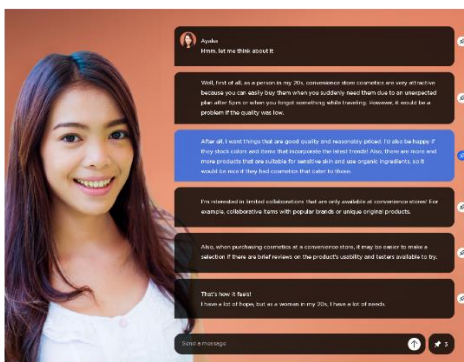 Ayaka
Hmm, let me think about it
Well, first of all, as a person in my 20s, convenience store cosmetics are very attractive
because you can easily buy them when you suddenly need them due to an unexpected
plan after 5pm or when you forgot something while traveling. However, it would be a
problem if the quality was low.
After all, I want things that are good quality and reasonably priced. I'd also be happy if
they stock colors and items that incorporate the latest trends! Also, there are more and
more products that are suitable for sensitive skin and use organic ingredients, so it
would be nice if they had cosmetics that cater to those.
I'm interested in limited collaborations that are only available at convenience stores! For
example, collaborative items with popular brands or unique original products.
Also, when purchasing cosmetics at a convenience store, it may be easier to make a
selection if there are brief reviews on the product's usability and testers available to try.
That's how it feels!
I have a lot of hope, but as a woman in my 20s, I have a lot of needs.
Send a message
3